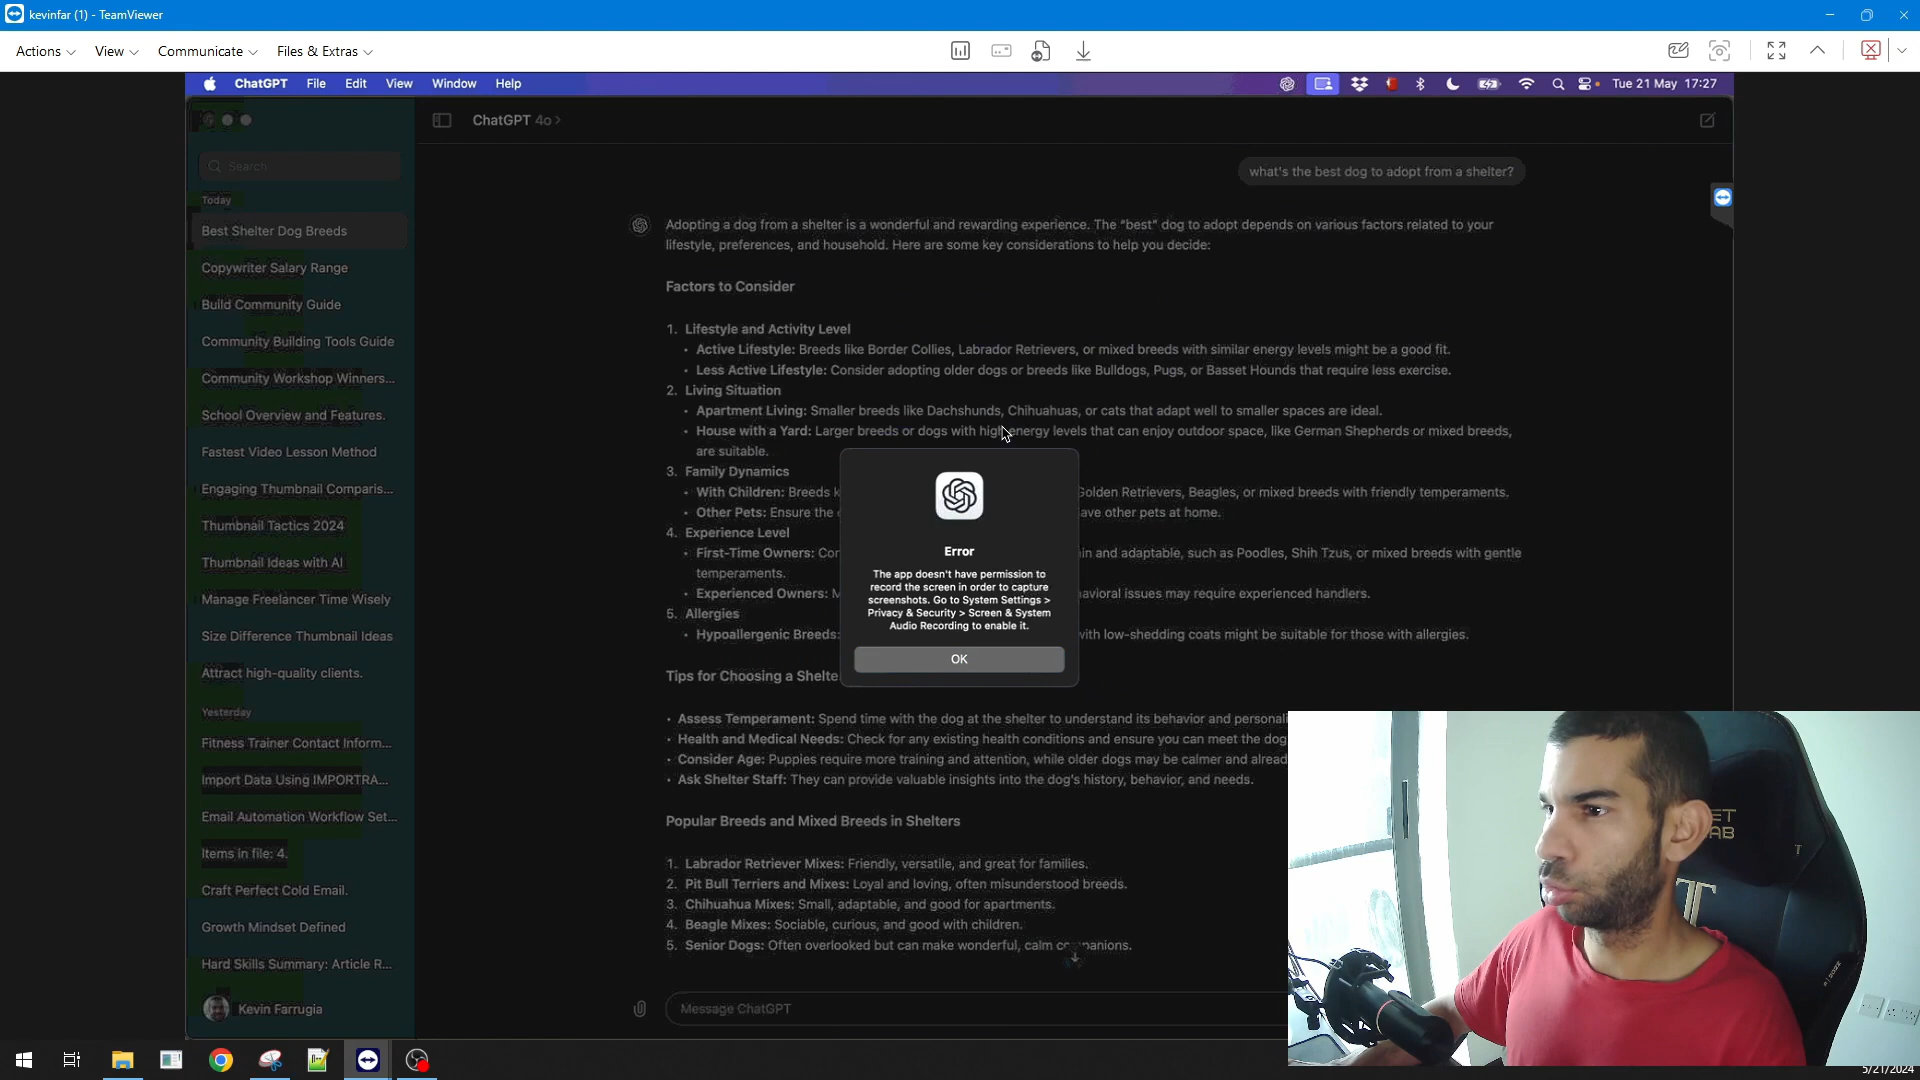 kevinfar (1) - TeamViewer
Actions View Communicate Files & Extras
ChatGPT File Edit View Window Help Tue 21 May 17:27
ChatGPT 4o >
Search
Today
Best Shelter Dog Breeds
Copywriter Salary Range
Build Community Guide
Community Building Tools Guide
Community Workshop Winners...
School Overview and Features.
Fastest Video Lesson Method
Engaging Thumbnail Comparis...
Thumbnail Tactics 2024
Thumbnail Ideas with AI
Manage Freelancer Time Wisely
Size Difference Thumbnail Ideas
Attract high-quality clients.
Yesterday
Fitness Trainer Contact Inform...
Import Data Using IMPORTRA...
Email Automation Workflow Set...
Items in file: 4.
Craft Perfect Cold Email.
Growth Mindset Defined
Hard Skills Summary: Article R...
Kevin Farrugia
what's the best dog to adopt from a shelter?
Adopting a dog from a shelter is a wonderful and rewarding experience. The "best" dog to adopt depends on various factors related to your
lifestyle, preferences, and household. Here are some key considerations to help you decide:
Factors to Consider
1. Lifestyle and Activity Level
• Active Lifestyle: Breeds like Border Collies, Labrador Retrievers, or mixed breeds with similar energy levels might be a good fit.
• Less Active Lifestyle: Consider adopting older dogs or breeds like Bulldogs, Pugs, or Basset Hounds that require less exercise.
2. Living Situation
• Apartment Living: Smaller breeds like Dachshunds, Chihuahuas, or cats that adapt well to smaller spaces are ideal.
• House with a Yard: Larger breeds or dogs with high energy levels that can enjoy outdoor space, like German Shepherds or mixed breeds,
are suitable.
3. Family Dynamics
• With Children: Breeds Golden Retrievers, Beagles, or mixed breeds with friendly temperaments.
• Other Pets: Ensure the other pets at home.
4. Experience Level
• First-Time Owners: and adaptable, such as Poodles, Shih Tzus, or mixed breeds with gentle
temperaments.
• Experienced Owners: issues may require experienced handlers.
5. Allergies
• Hypoallergenic Breeds: with low-shedding coats might be suitable for those with allergies.
Error
The app doesn't have permission to
record the screen in order to capture
screenshots. Go to System Settings >
Privacy & Security > Screen & System
Audio Recording to enable it.
OK
Tips for Choosing a Shelte
• Assess Temperament: Spend time with the dog at the shelter to understand its behavior and personali
• Health and Medical Needs: Check for any existing health conditions and ensure you can meet the dog
• Consider Age: Puppies require more training and attention, while older dogs may be calmer and alread
• Ask Shelter Staff: They can provide valuable insights into the dog's history, behavior, and needs.
Popular Breeds and Mixed Breeds in Shelters
1. Labrador Retriever Mixes: Friendly, versatile, and great for families.
2. Pit Bull Terriers and Mixes: Loyal and loving, often misunderstood breeds.
3. Chihuahua Mixes: Small, adaptable, and good for apartments.
4. Beagle Mixes: Sociable, curious, and good with children.
5. Senior Dogs: Often overlooked but can make wonderful, calm companions.
Message ChatGPT
5/21/2024